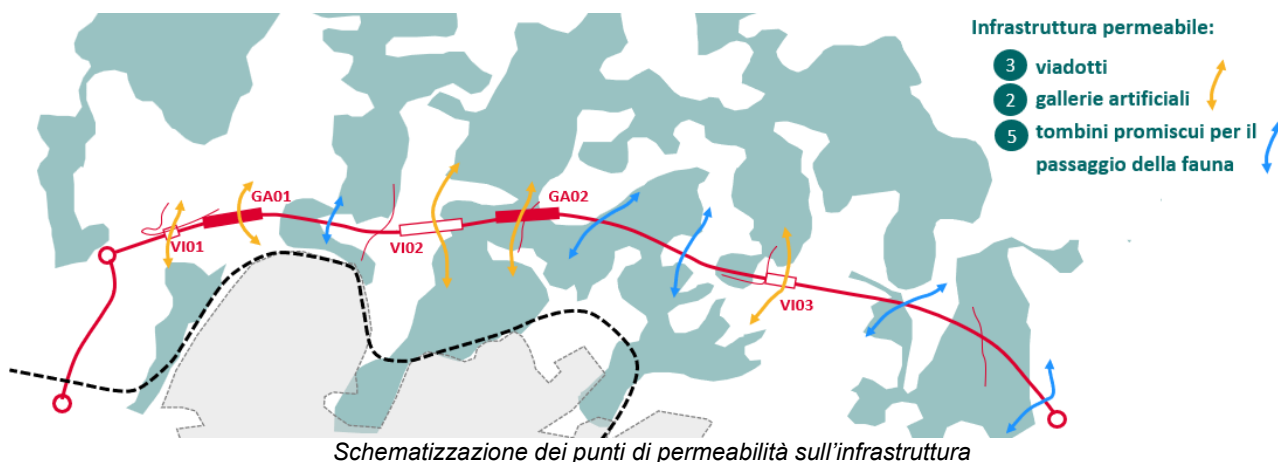 Infrastruttura permeabile:
3 viadotti
2 gallerie artificiali
5 tombini promiscui per il
passaggio della fauna
GA01
GA02
VI01
VI02
VI03
Schematizzazione dei punti di permeabilità sull'infrastruttura